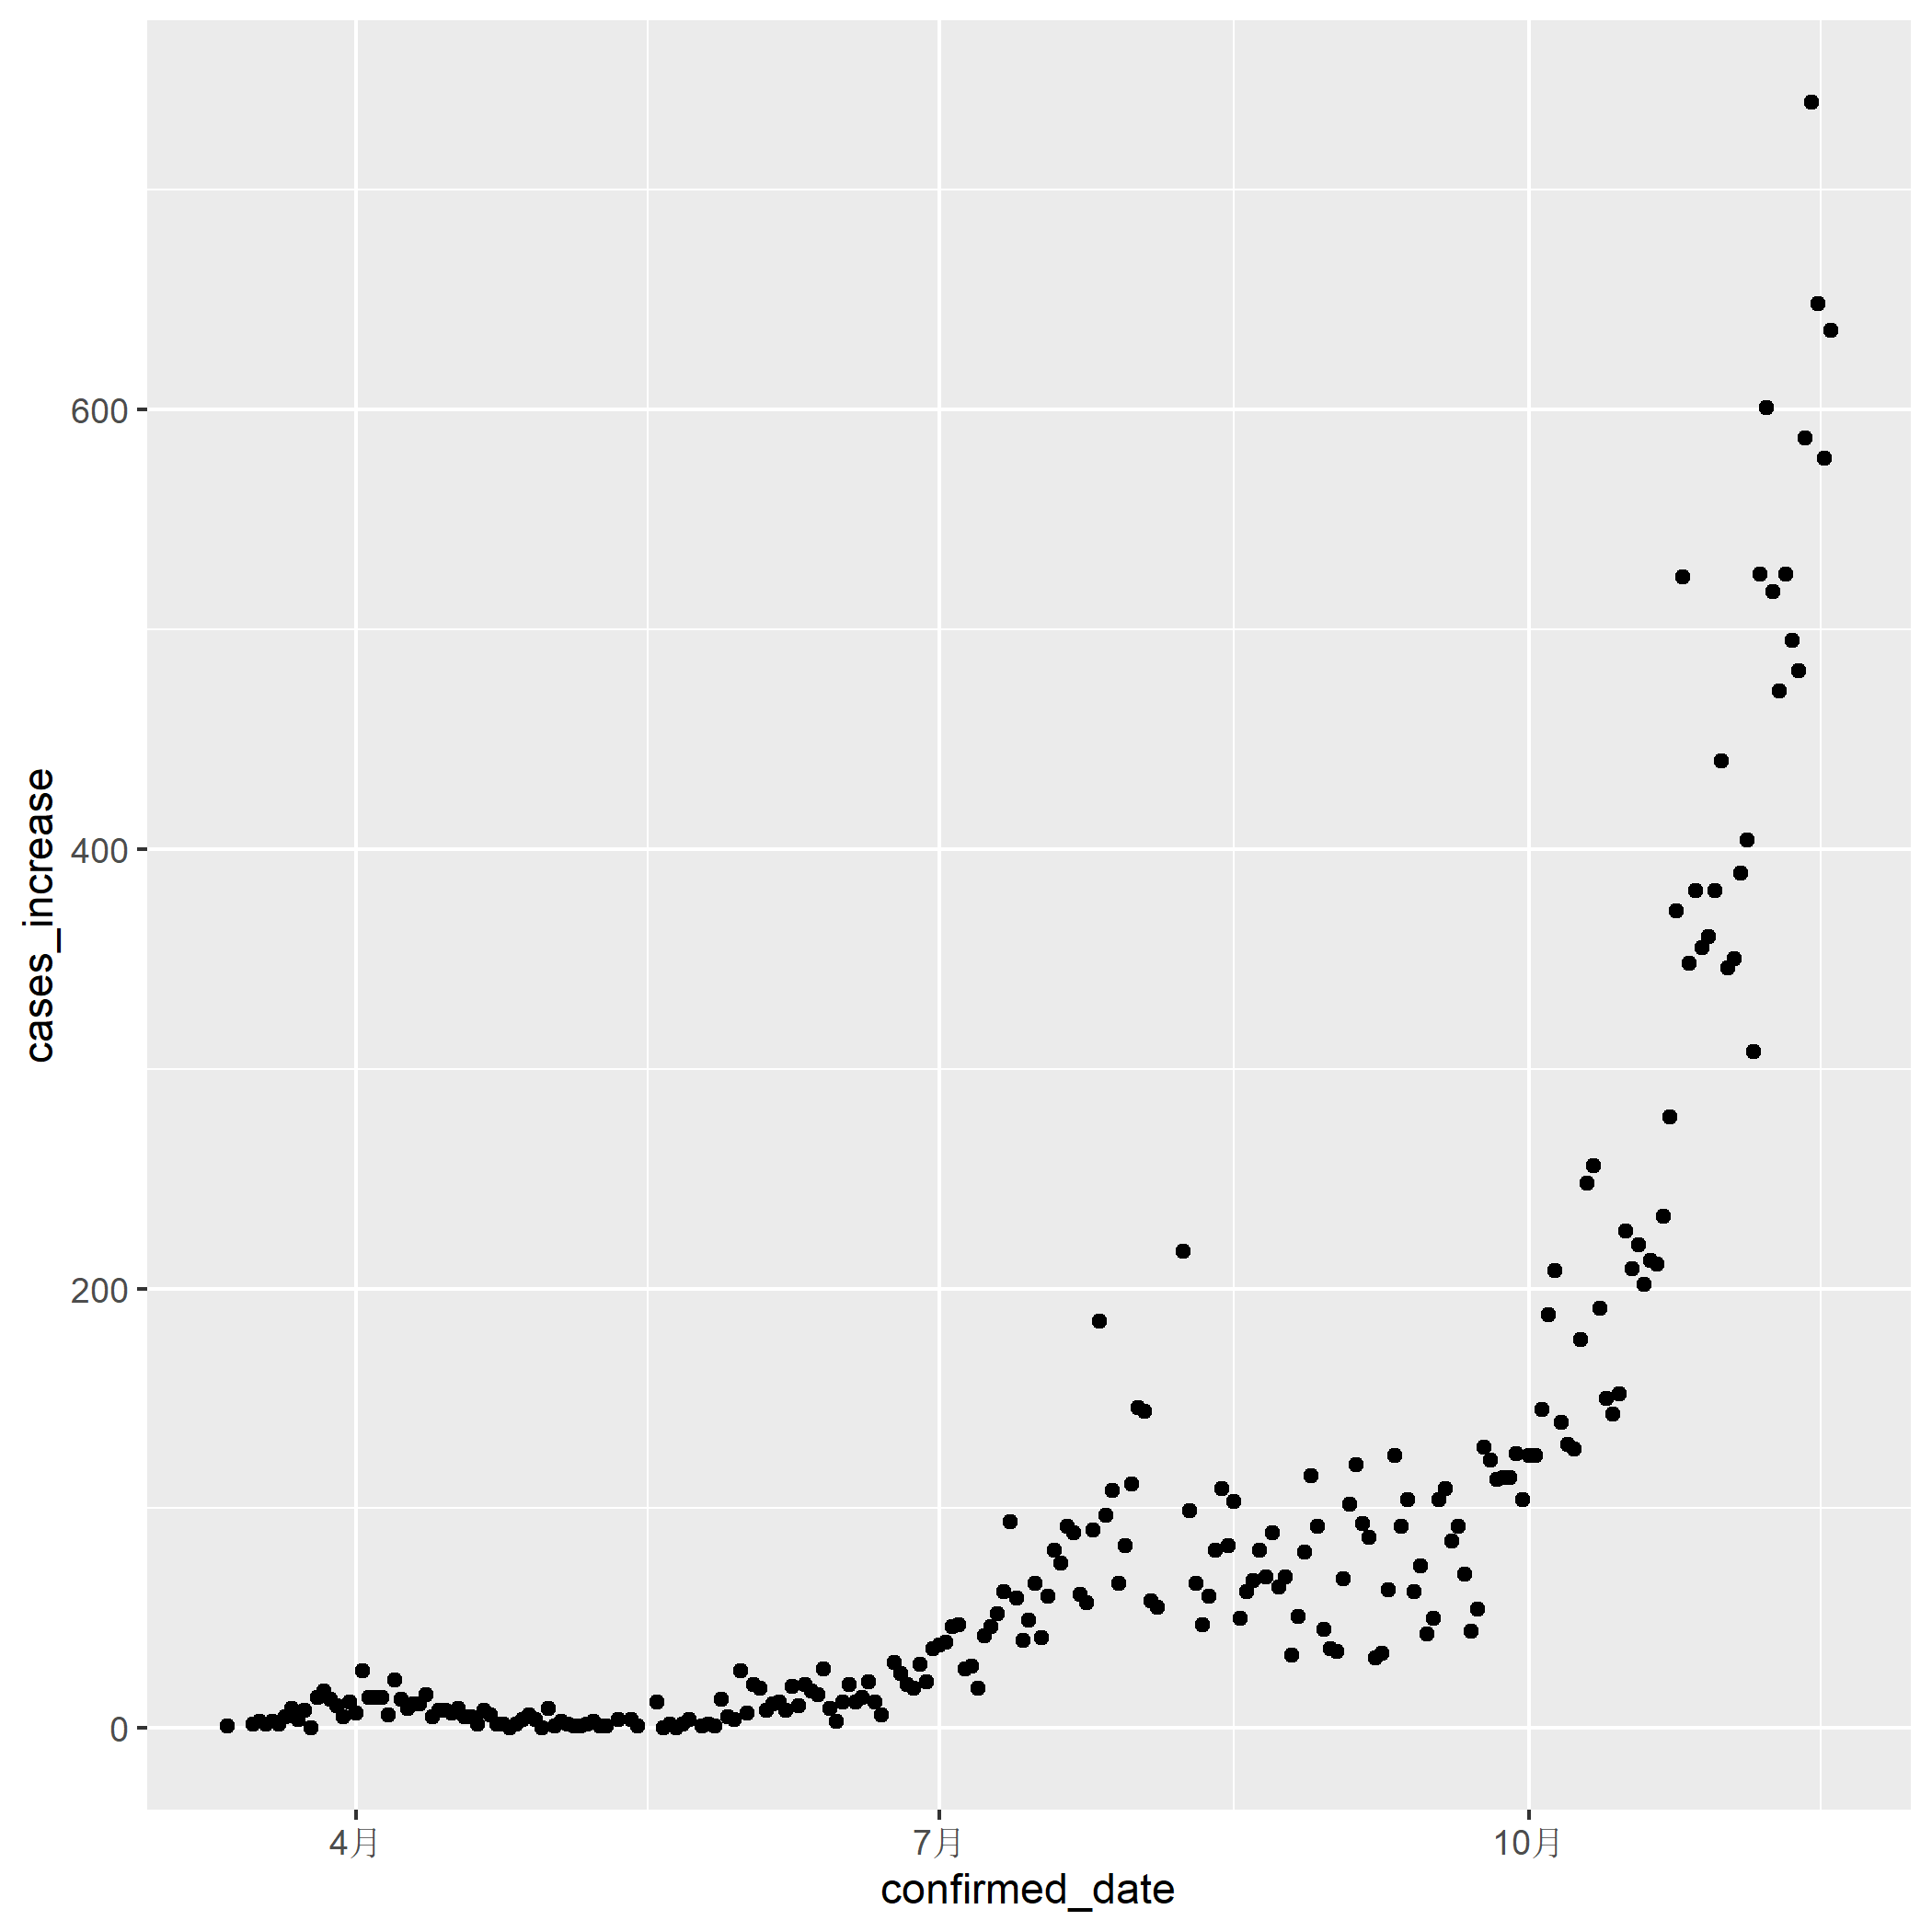 cases_increase
600
400
200
0
4月
7月
10月
confirmed_date